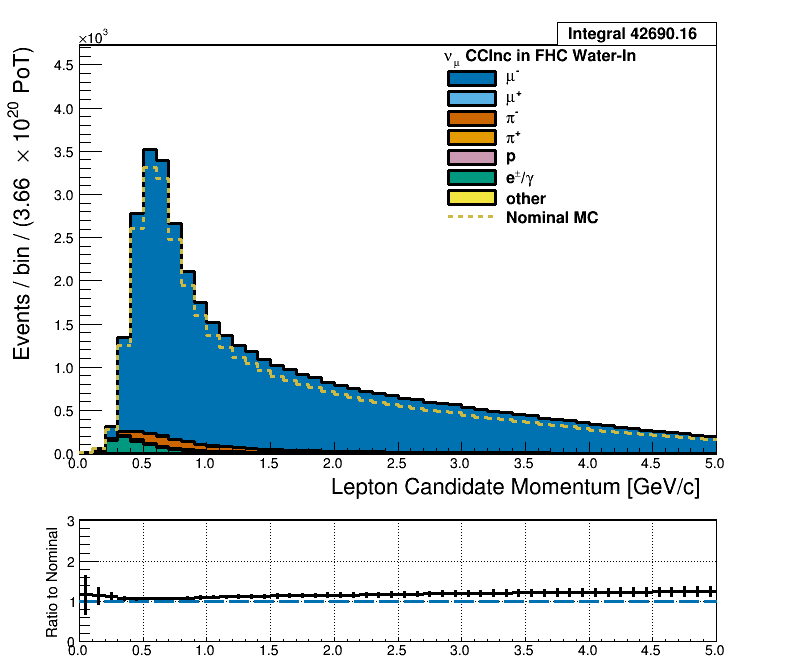 Integral 42690.16
×10³
ν_μ CCInc in FHC Water-In
μ⁻
μ⁺
π⁻
π⁺
p
e^±/γ
other
Nominal MC
Events / bin / (3.66 × 10²⁰ PoT)
4.5
4.0
3.5
3.0
2.5
2.0
1.5
1.0
0.5
0.0
0.0 0.5 1.0 1.5 2.0 2.5 3.0 3.5 4.0 4.5 5.0
Lepton Candidate Momentum [GeV/c]
Ratio to Nominal
3
2
1
0
0.0 0.5 1.0 1.5 2.0 2.5 3.0 3.5 4.0 4.5 5.0